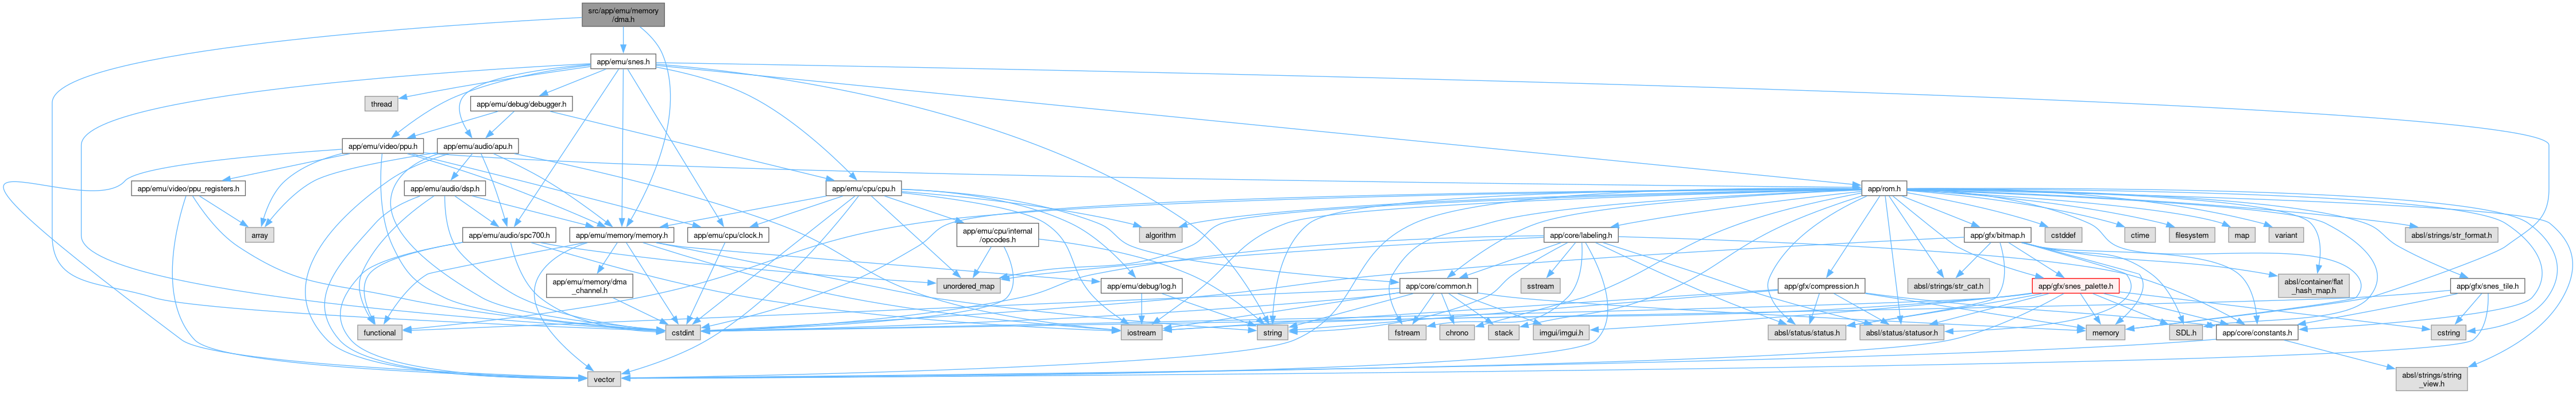 src/app/emu/memory
/dma.h
app/emu/snes.h
thread
app/emu/debug/debugger.h
app/emu/video/ppu.h
app/emu/audio/apu.h
app/emu/video/ppu_registers.h
app/emu/audio/dsp.h
app/emu/cpu/cpu.h
app/rom.h
array
app/emu/audio/spc700.h
app/emu/memory/memory.h
app/emu/cpu/clock.h
app/emu/cpu/internal
/opcodes.h
algorithm
app/core/labeling.h
app/gfx/bitmap.h
cstddef
ctime
filesystem
map
variant
absl/strings/str_format.h
app/emu/memory/dma
_channel.h
unordered_map
app/emu/debug/log.h
sstream
app/core/common.h
app/gfx/compression.h
absl/strings/str_cat.h
app/gfx/snes_palette.h
absl/container/flat
_hash_map.h
app/gfx/snes_tile.h
functional
cstdint
iostream
string
fstream
chrono
stack
imgui/imgui.h
absl/status/status.h
absl/status/statusor.h
memory
SDL.h
app/core/constants.h
cstring
vector
absl/strings/string
_view.h